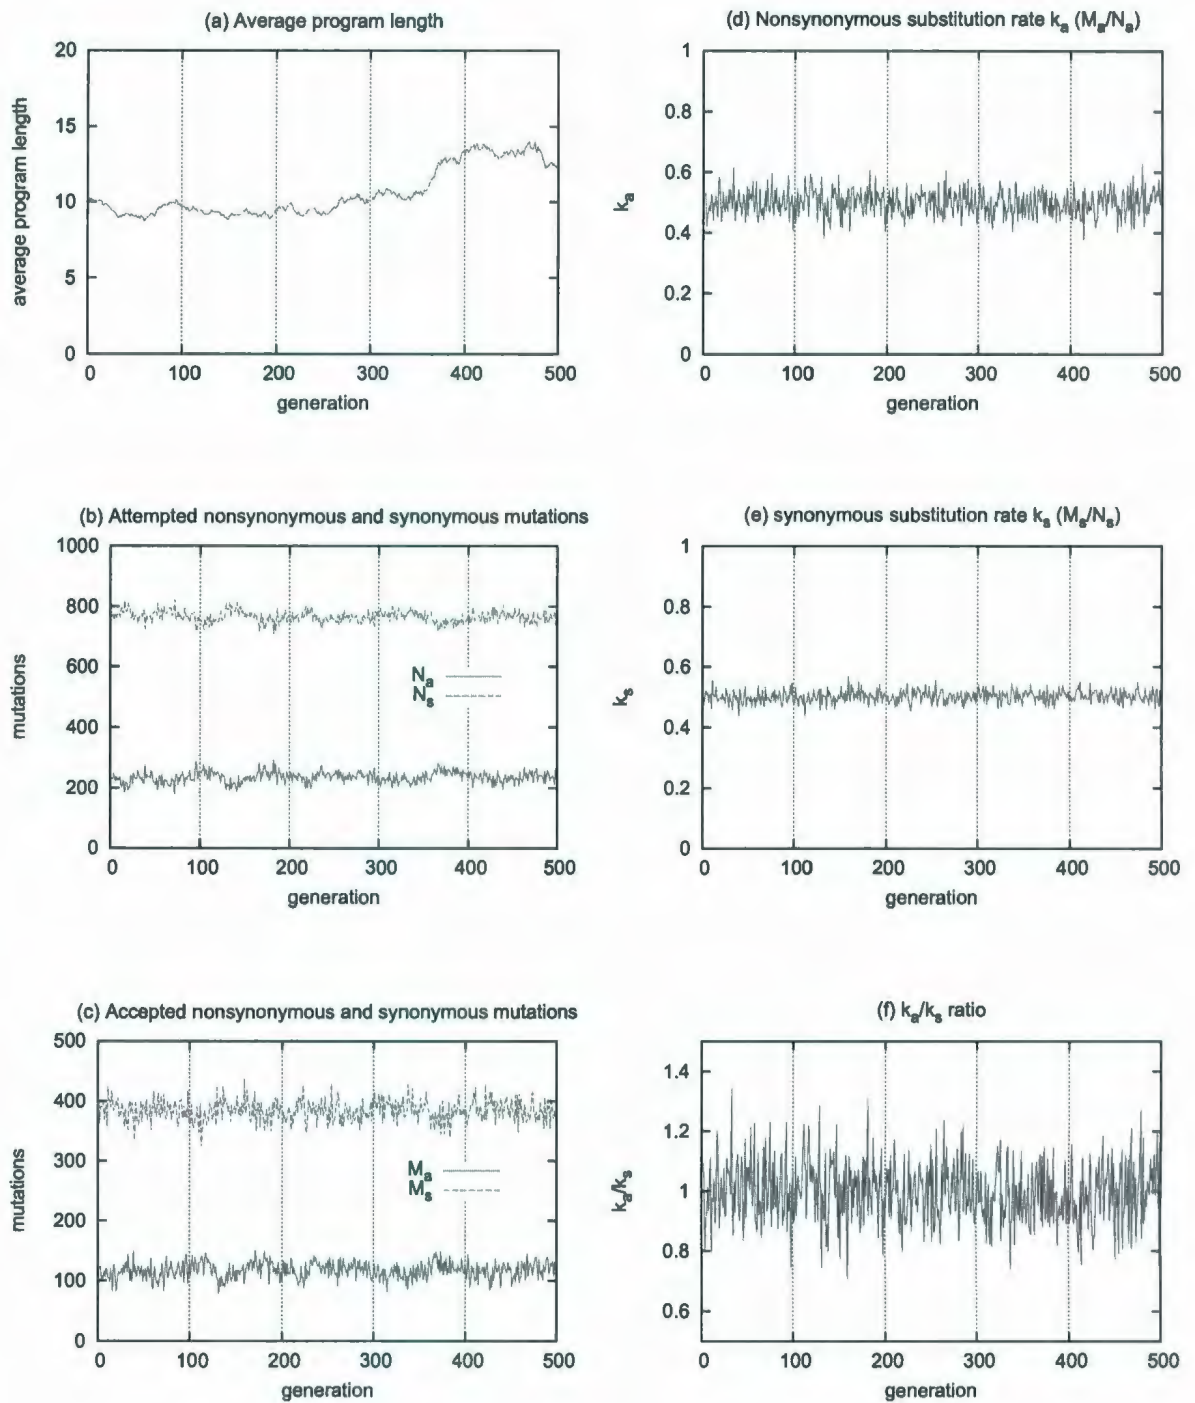 (a) Average program length
20
15
10
5
0
average program length
0 100 200 300 400 500
generation
(d) Nonsynonymous substitution rate kₐ (Mₐ/Nₐ)
1
0.8
0.6
0.4
0.2
0
kₐ
0 100 200 300 400 500
generation
(b) Attempted nonsynonymous and synonymous mutations
1000
800
600
400
200
0
mutations
Nₐ
Nₛ
0 100 200 300 400 500
generation
(e) synonymous substitution rate kₛ (Mₛ/Nₛ)
1
0.8
0.6
0.4
0.2
0
kₛ
0 100 200 300 400 500
generation
(c) Accepted nonsynonymous and synonymous mutations
500
400
300
200
100
0
mutations
Mₐ
Mₛ
0 100 200 300 400 500
generation
(f) kₐ/kₛ ratio
1.4
1.2
1
0.8
0.6
kₐ/kₛ
0 100 200 300 400 500
generation